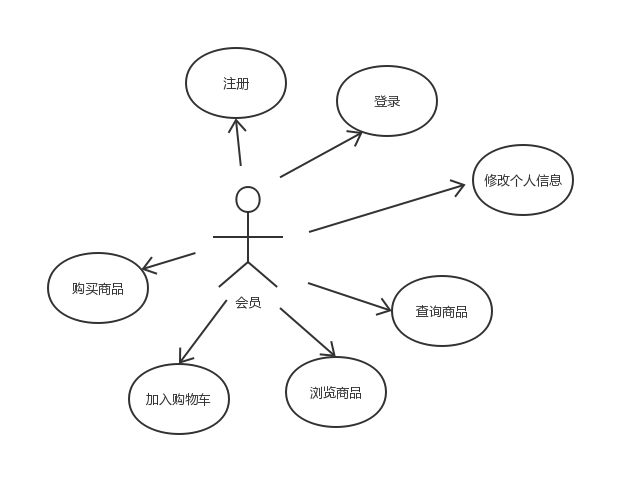 注册
登录
修改个人信息
购买商品
会员
查询商品
加入购物车
浏览商品